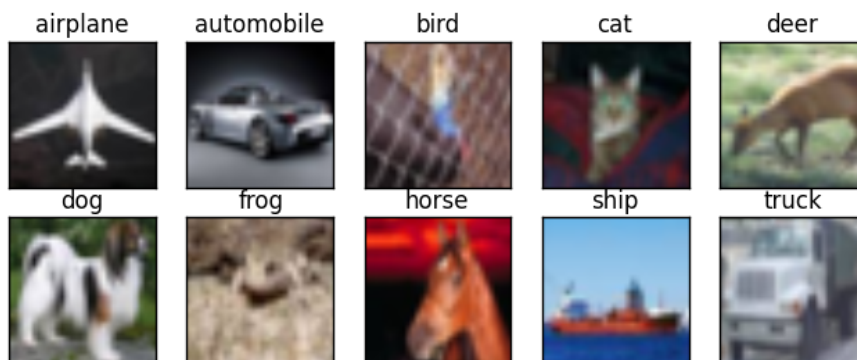 airplane automobile bird cat deer
dog frog horse ship truck